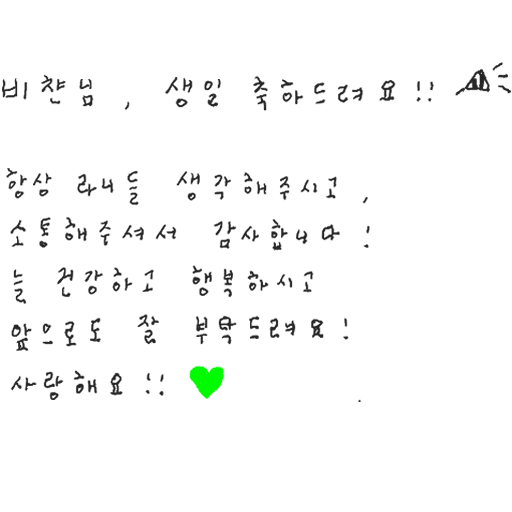 비챤님, 생일 축하드려요!!
항상 라니들 생각해주시고,
소통해주셔서 감사합니다!
늘 건강하고 행복하시고
앞으로도 잘 부탁드려요!
사랑해요!!